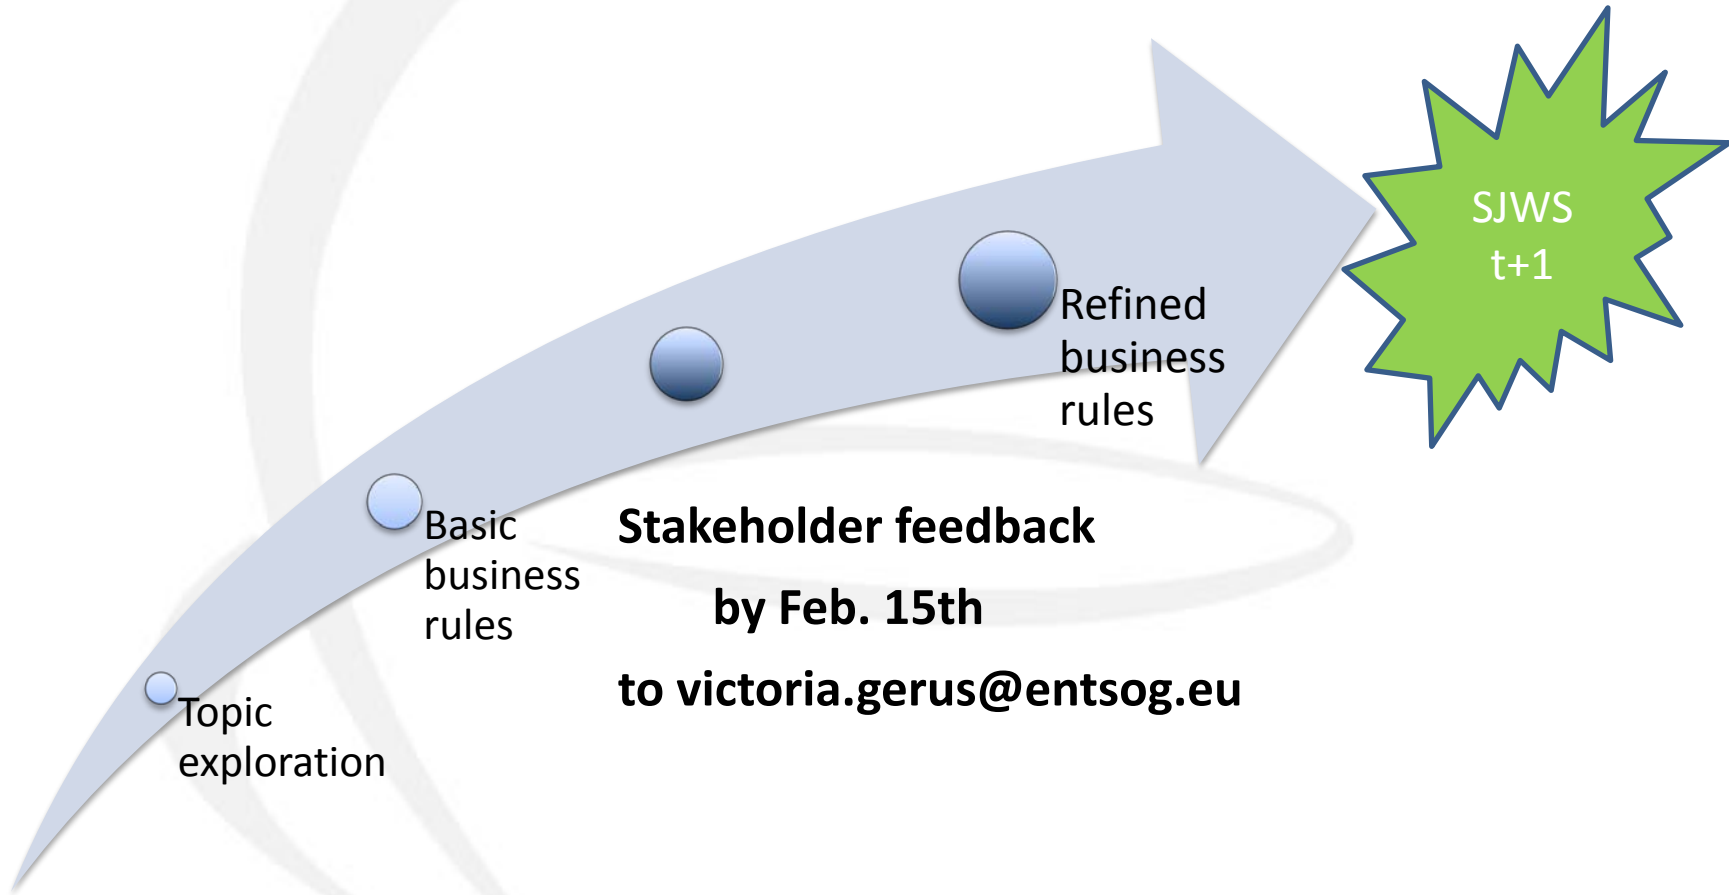 Topic
exploration
Basic
business
rules
Stakeholder feedback
by Feb. 15th
to victoria.gerus@entsog.eu
Refined
business
rules
SJWS
t+1